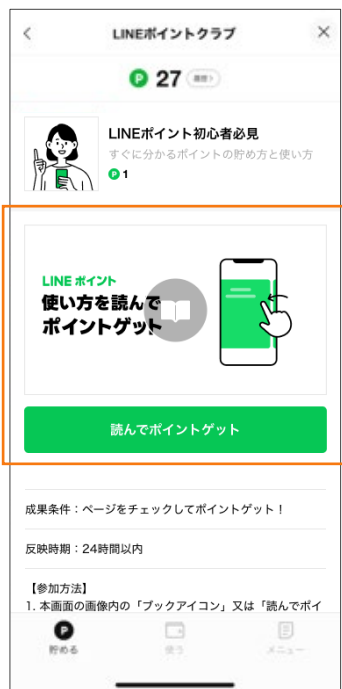 LINEポイントクラブ
P 27 履歴>
LINEポイント初心者必見
すぐに分かるポイントの貯め方と使い方
P 1
LINE ポイント
使い方を読んで
ポイントゲット
読んでポイントゲット
成果条件：ページをチェックしてポイントゲット！
反映時期：24時間以内
【参加方法】
1. 本画面の画像内の「ブックアイコン」又は「読んでポイ
P
貯める 使う メニュー